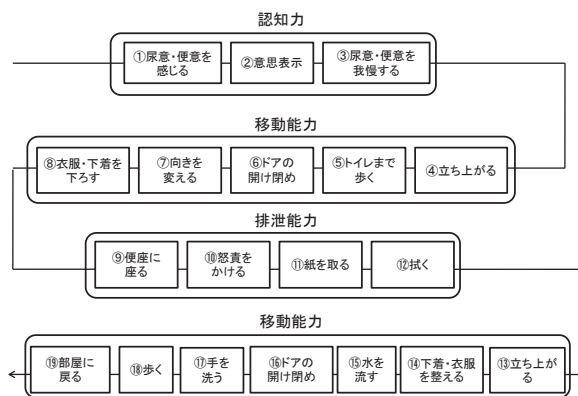 認知力
①尿意・便意を
感じる
②意思表示
③尿意・便意を
我慢する
移動能力
⑧衣服・下着を
下ろす
⑦向きを
変える
⑥ドアの
開け閉め
⑤トイレまで
歩く
④立ち上がる
排泄能力
⑨便座に
座る
⑩怒責を
かける
⑪紙を取る
⑫拭く
移動能力
⑲部屋に
戻る
⑱歩く
⑰手を
洗う
⑯ドアの
開け閉め
⑮水を
流す
⑭下着・衣服
を整える
⑬立ち上が
る